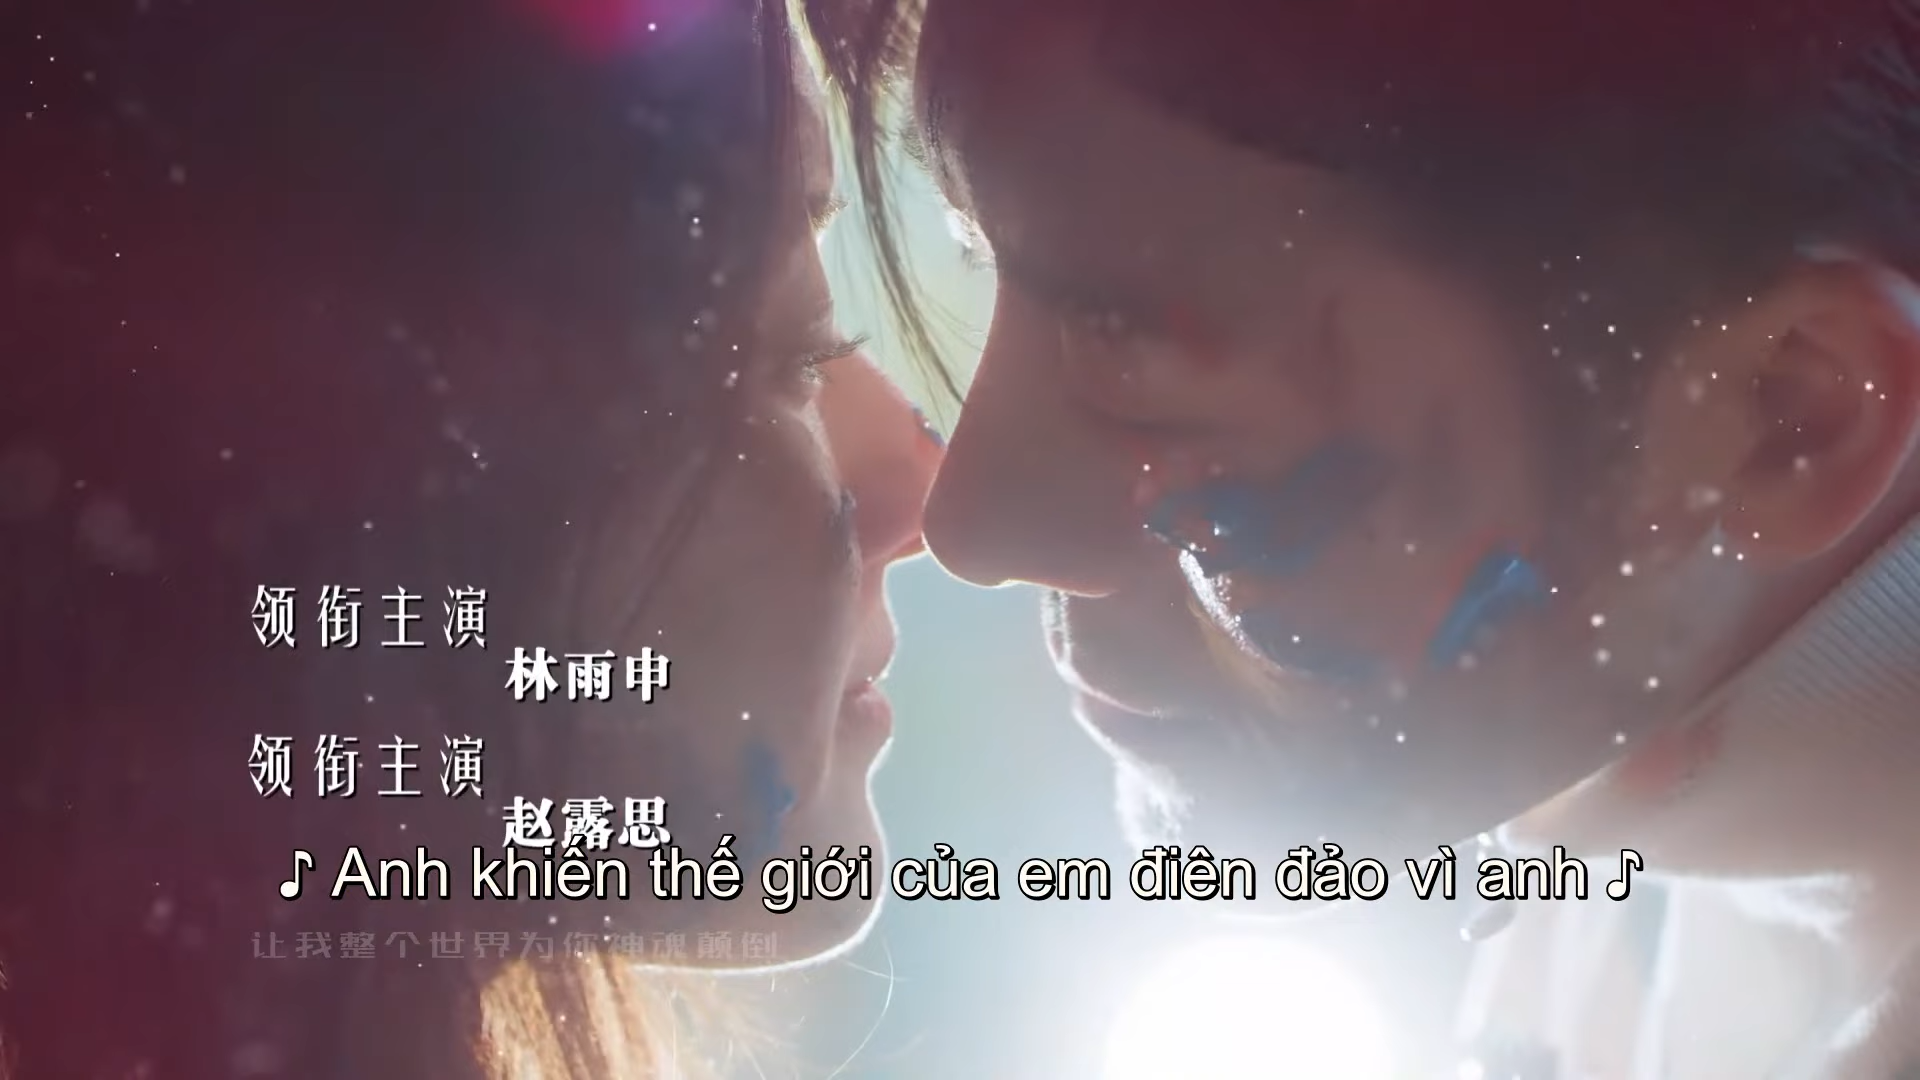 领衔主演
林雨申
领衔主演
赵露思
♪ Anh khiến thế giới của em điên đảo vì anh ♪
让我整个世界为你神魂颠倒